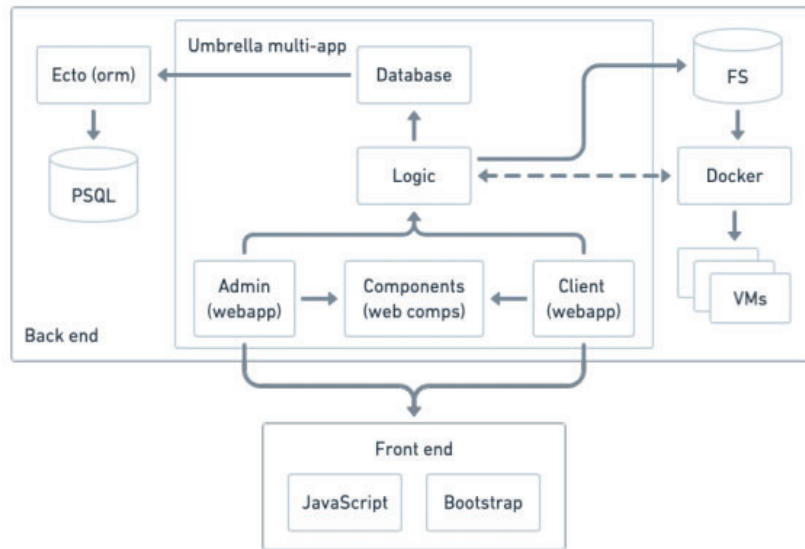 Umbrella multi-app
Ecto (orm)
Database
FS
PSQL
Logic
Docker
Admin
(webapp)
Components
(web comps)
Client
(webapp)
VMs
Back end
Front end
JavaScript
Bootstrap